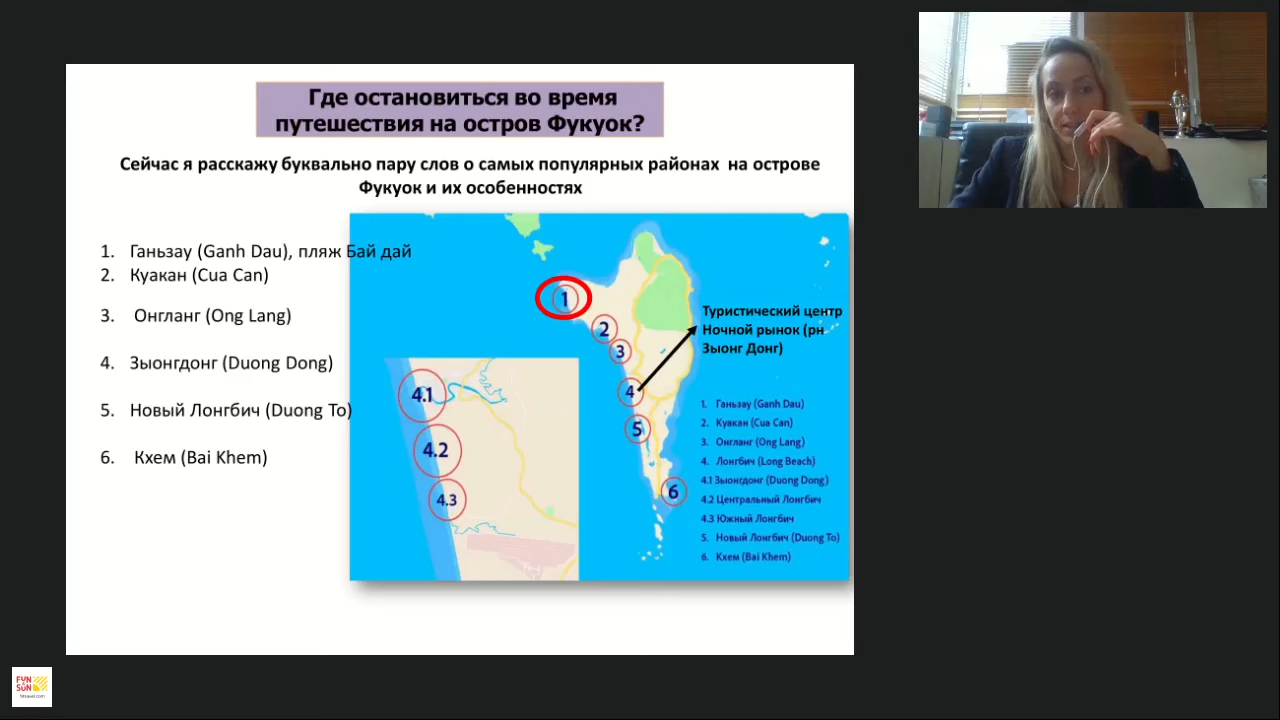 Где остановиться во время
путешествия на остров Фукуок?
Сейчас я расскажу буквально пару слов о самых популярных районах на острове
Фукуок и их особенностях
1. Ганьзау (Ganh Dau), пляж Бай дай
2. Куакан (Cua Can)
3. Онгланг (Ong Lang)
4. Зыонгдонг (Duong Dong)
5. Новый Лонгбич (Duong To)
6. Кхем (Bai Khem)
1
2
3
4
5
6
4.1
4.2
4.3
Туристический центр
Ночной рынок (рн
Зыонг Донг)
1. Ганьзау (Ganh Dau)
2. Куакан (Cua Can)
3. Онгланг (Ong Lang)
4. Лонгбич (Long Beach)
4.1 Зыонгдонг (Duong Dong)
4.2 Центральный Лонгбич
4.3 Южный Лонгбич
5. Новый Лонгбич (Duong To)
6. Кхем (Bai Khem)
FUN
SUN